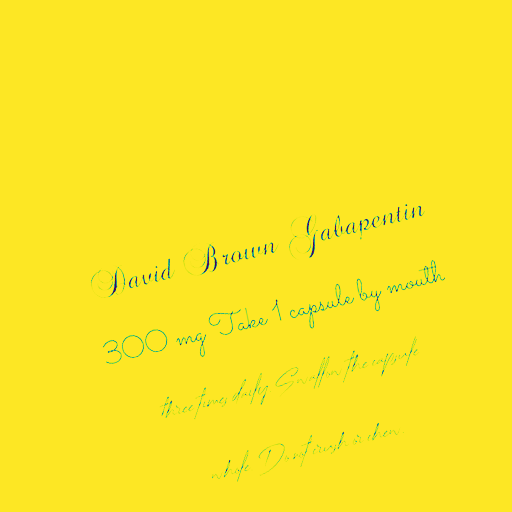 David Brown Gabapentin
300 mg Take 1 capsule by mouth
three times daily. Swallow the capsule
whole. Do not crush or chew.